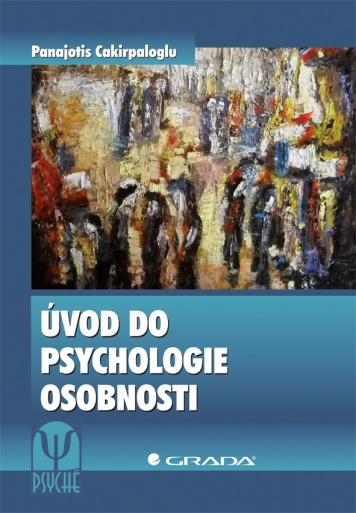 Panajotis Cakirpaloglu
ÚVOD DO
PSYCHOLOGIE
OSOBNOSTI
PSYCHÉ
GRADA